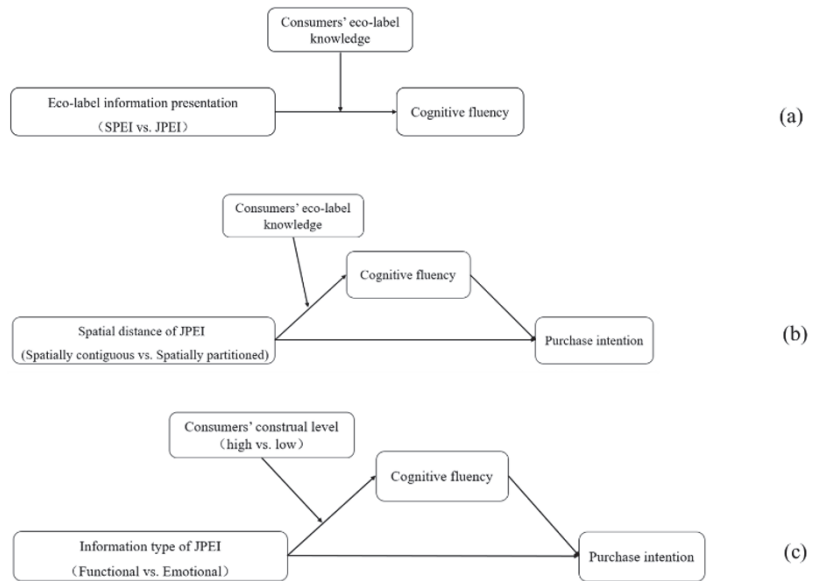 Consumers’ eco-label
knowledge
Eco-label information presentation
（SPEI vs. JPEI）
Cognitive fluency
(a)
Consumers’ eco-label
knowledge
Cognitive fluency
Spatial distance of JPEI
(Spatially contiguous vs. Spatially partitioned)
Purchase intention
(b)
Consumers’ construal level
（high vs. low）
Cognitive fluency
Information type of JPEI
（Functional vs. Emotional）
Purchase intention
(c)